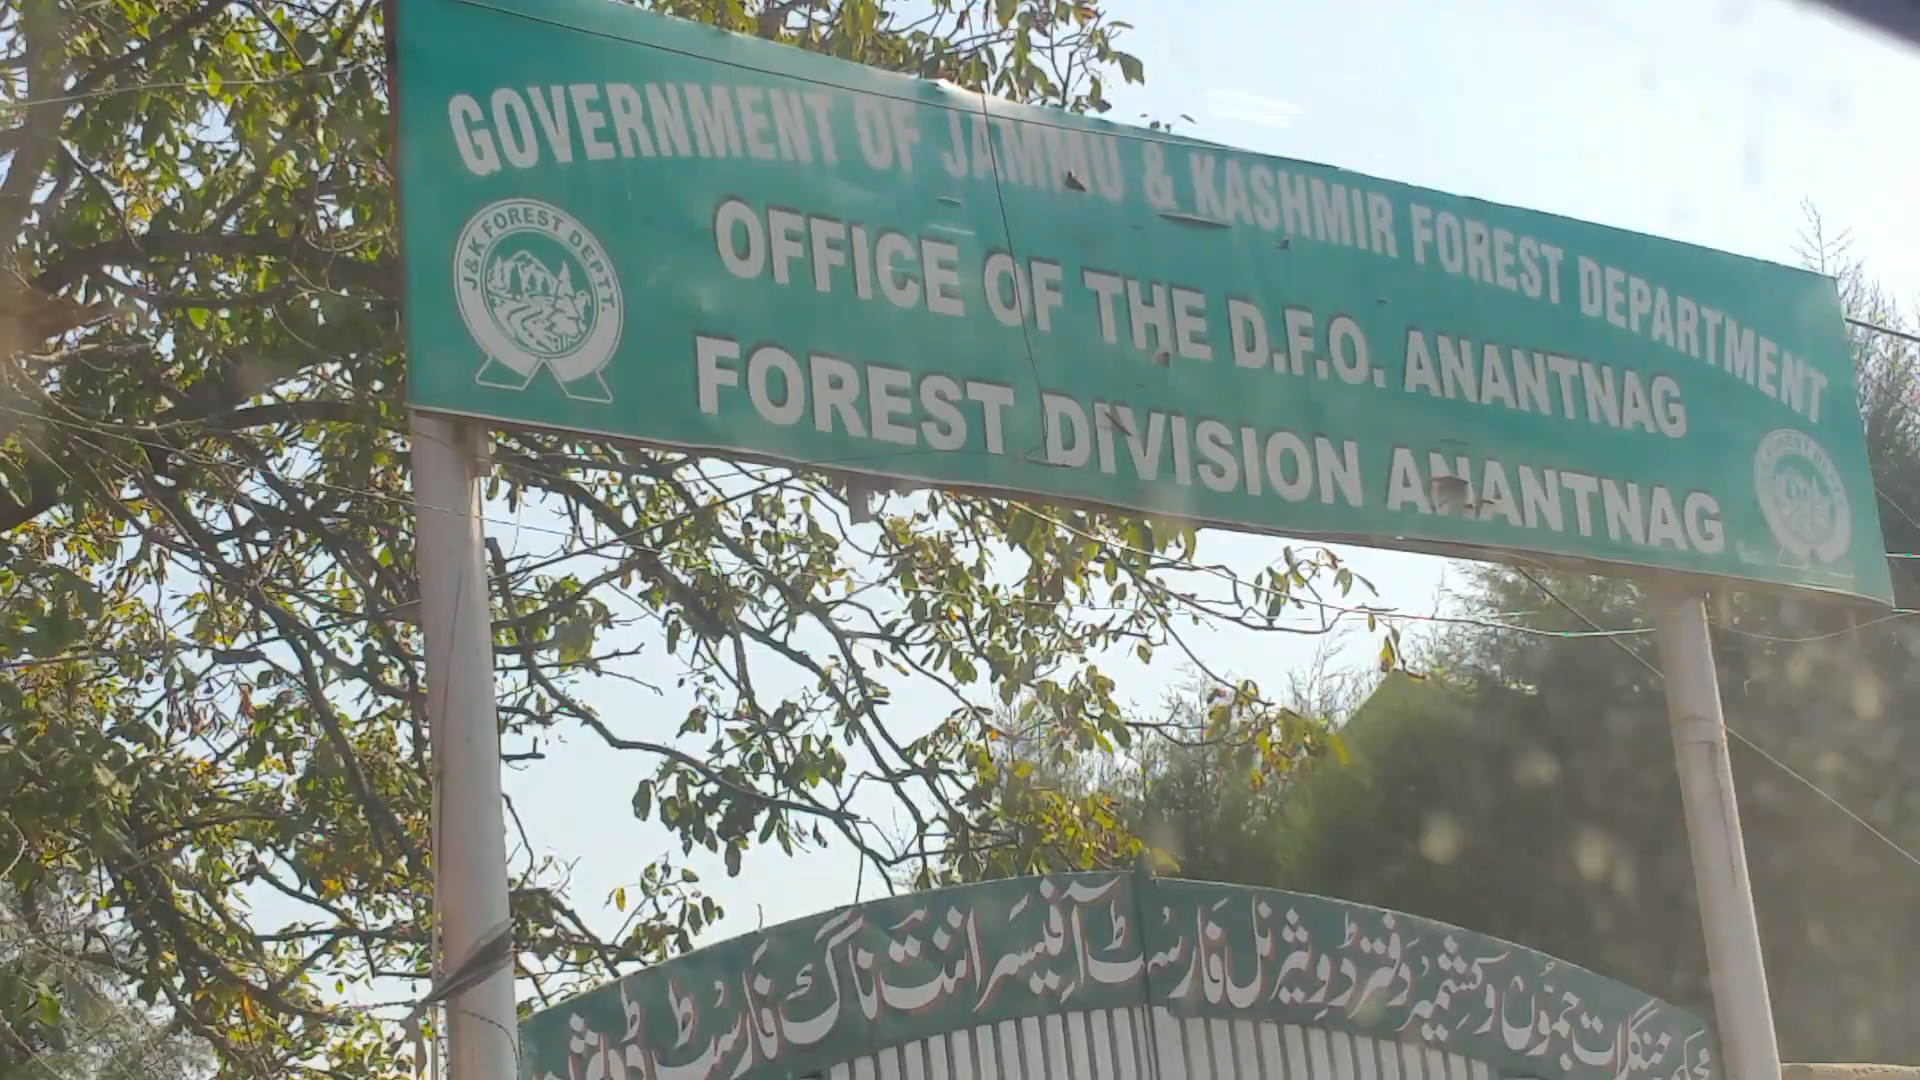 GOVERNMENT OF JAMMU & KASHMIR FOREST DEPARTMENT
J&K FOREST DEPTT.
OFFICE OF THE D.F.O. ANANTNAG
FOREST DIVISION ANANTNAG
محکمہ جنگلات جموں و کشمیر دفتر ڈویژنل فارسٹ آفیسر اننت ناگ فارسٹ ڈویژن